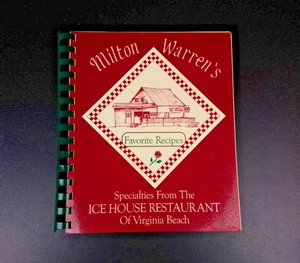 Milton Warren's
Favorite Recipes
Specialties From The
ICE HOUSE RESTAURANT
Of Virginia Beach